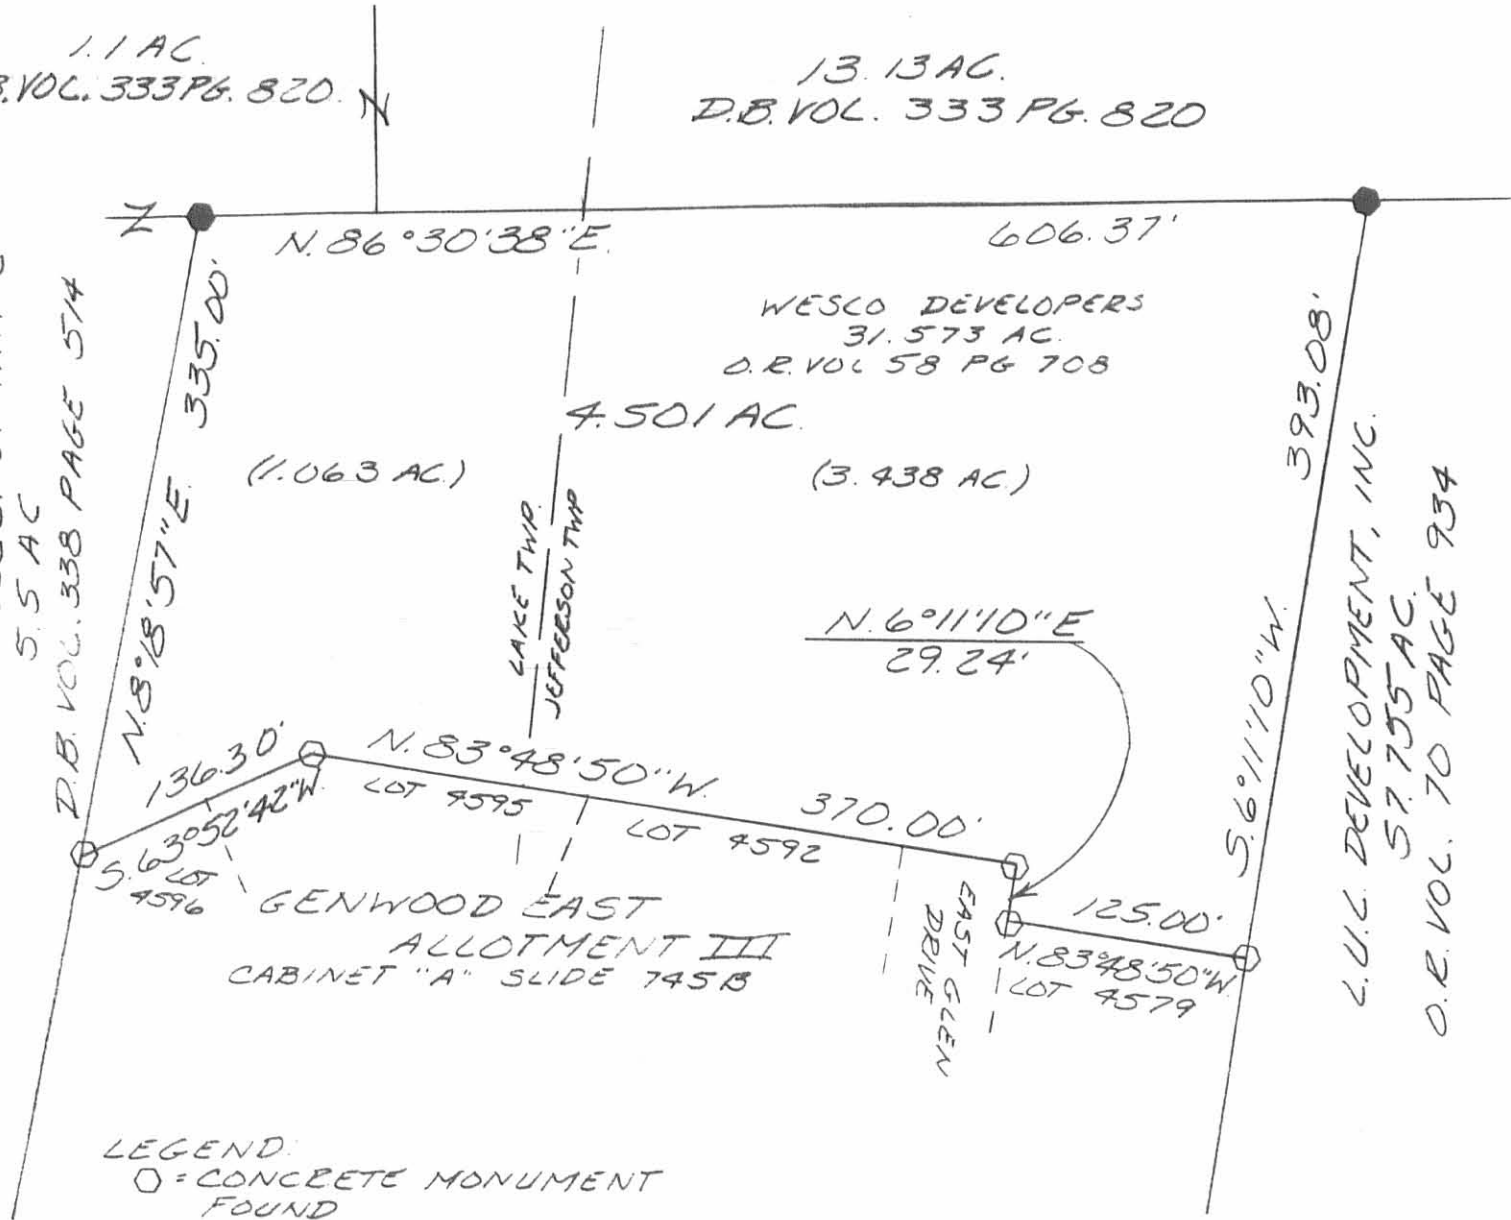 1.1 AC.
VOL. 333 PG. 820.
13.13 AC.
D.B. VOL. 333 PG. 820
N. 86°30'38"E.
606.37'
WESCO DEVELOPERS
31.573 AC.
O.R. VOL 58 PG 708
4.501 AC.
(1.063 AC.)
(3.438 AC.)
5.5 AC
D.B. VOL. 338 PAGE 514
N. 8°18'57"E. 335.00'
LAKE TWP.
JEFFERSON TWP
N. 6°11'10"E
29.24'
393.08'
S. 6°11'10"W.
L.U.L. DEVELOPMENT, INC.
57.755 AC.
O.R. VOL. 70 PAGE 934
136.30'
S. 63°52'42"W.
LOT
4596
N. 83°48'50"W.
370.00'
LOT 4595
LOT 4592
EAST GLEN
DRIVE
125.00'
N. 83°48'50"W.
LOT 4579
GENWOOD EAST
ALLOTMENT III
CABINET "A" SLIDE 745B
LEGEND:
= CONCRETE MONUMENT
FOUND